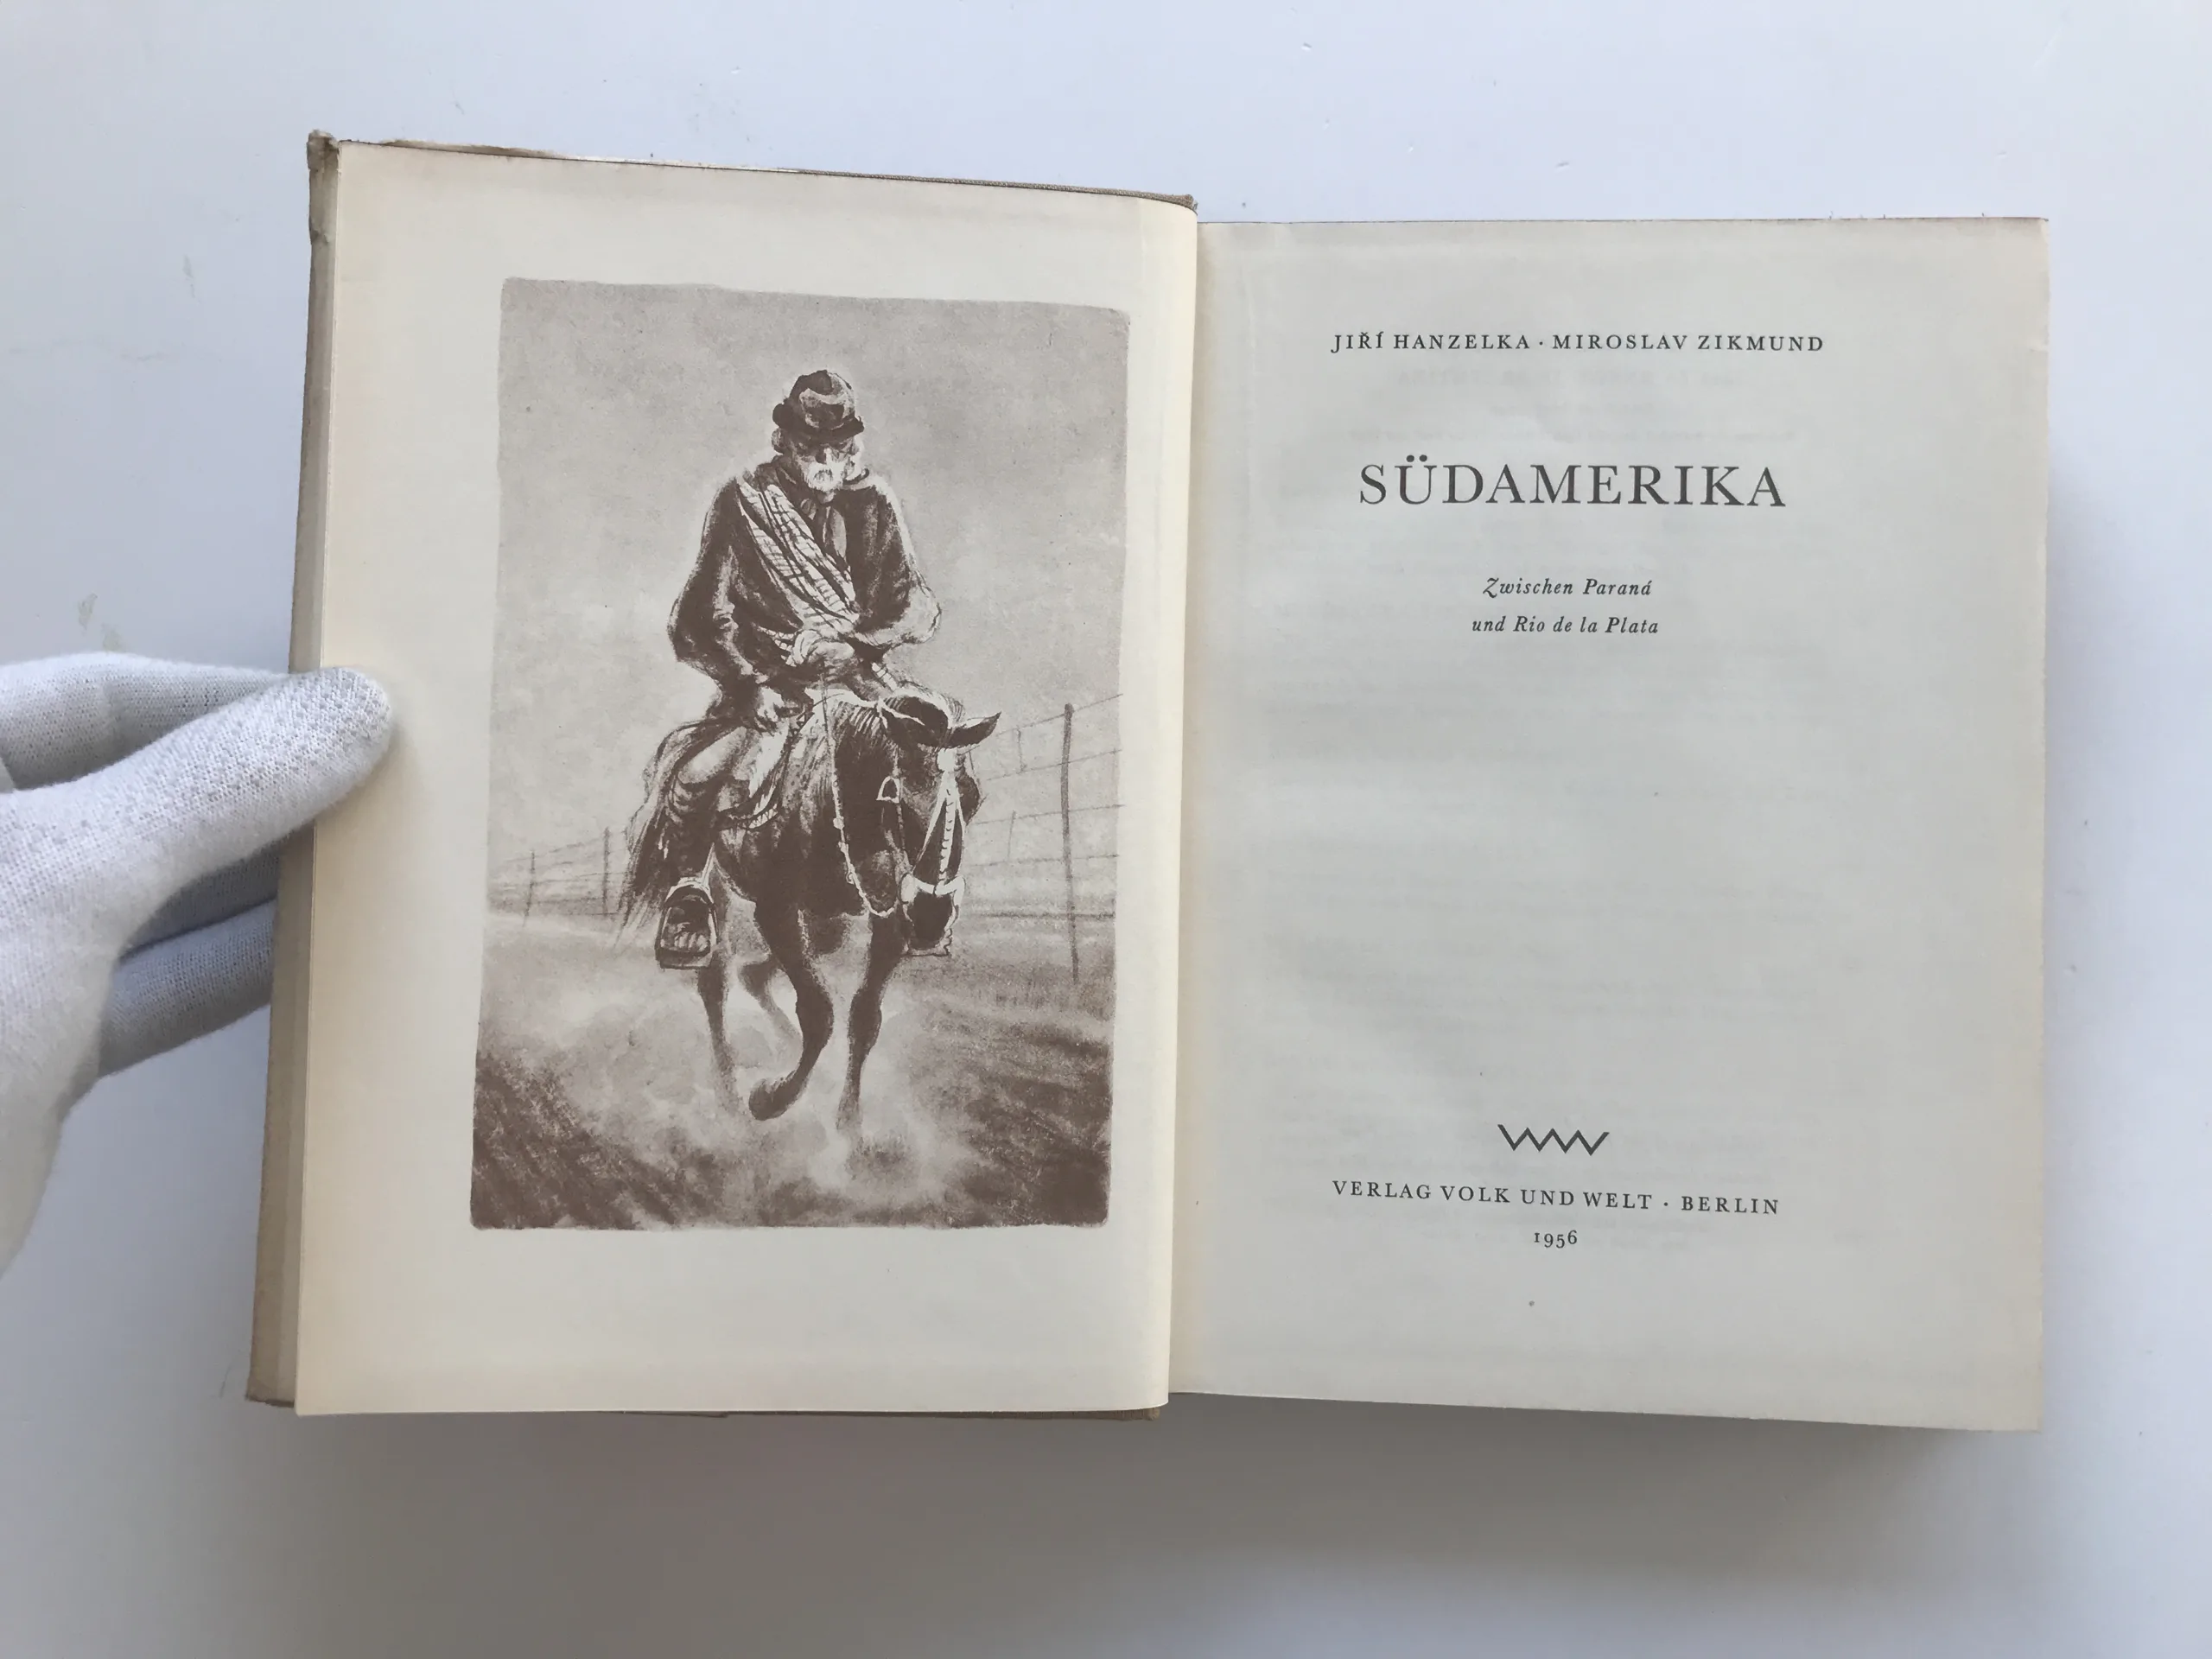 JIŘÍ HANZELKA · MIROSLAV ZIKMUND
SÜDAMERIKA
Zwischen Paraná
und Rio de la Plata
VERLAG VOLK UND WELT · BERLIN
1956